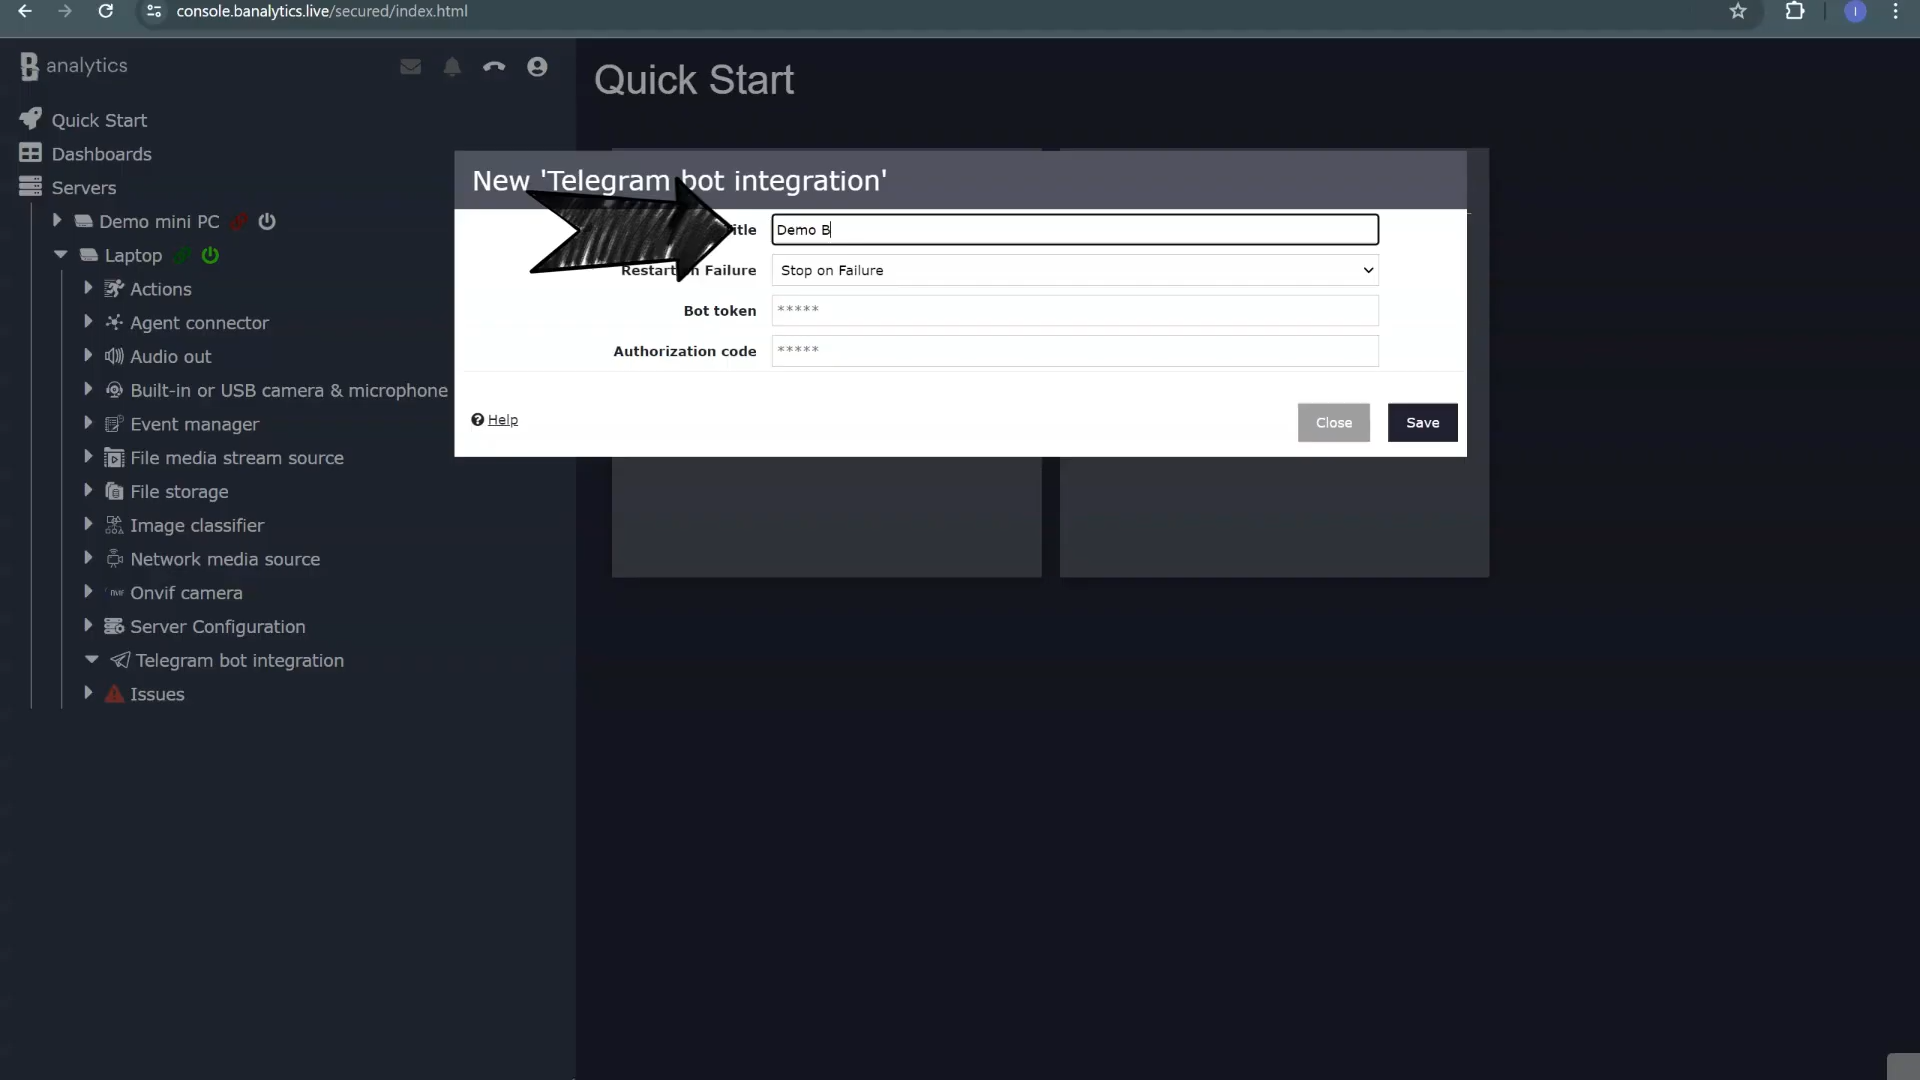 console.banalytics.live/secured/index.html
I
B analytics
Quick Start
Dashboards
Servers
Demo mini PC
Laptop
Actions
Agent connector
Audio out
Built-in or USB camera & microphone
Event manager
File media stream source
File storage
Image classifier
Network media source
Onvif camera
Server Configuration
Telegram bot integration
Issues
Quick Start
New 'Telegram bot integration'
Demo B
Restart on Failure Stop on Failure
Bot token *****
Authorization code *****
Help
Close Save